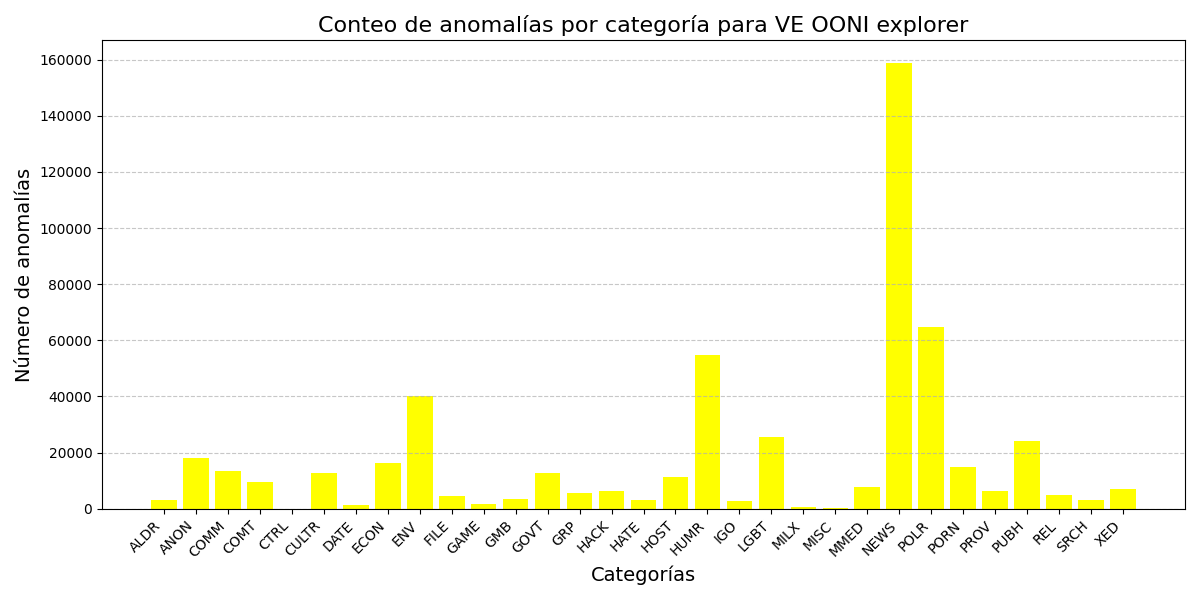 Conteo de anomalías por categoría para VE OONI explorer
Número de anomalías
160000
140000
120000
100000
80000
60000
40000
20000
0
ALDR
ANON
COMM
COMT
CTRL
CULTR
DATE
ECON
ENV
FILE
GAME
GMB
GOVT
GRP
HACK
HATE
HOST
HUMR
IGO
LGBT
MILX
MISC
MMED
NEWS
POLR
PORN
PROV
PUBH
REL
SRCH
XED
Categorías